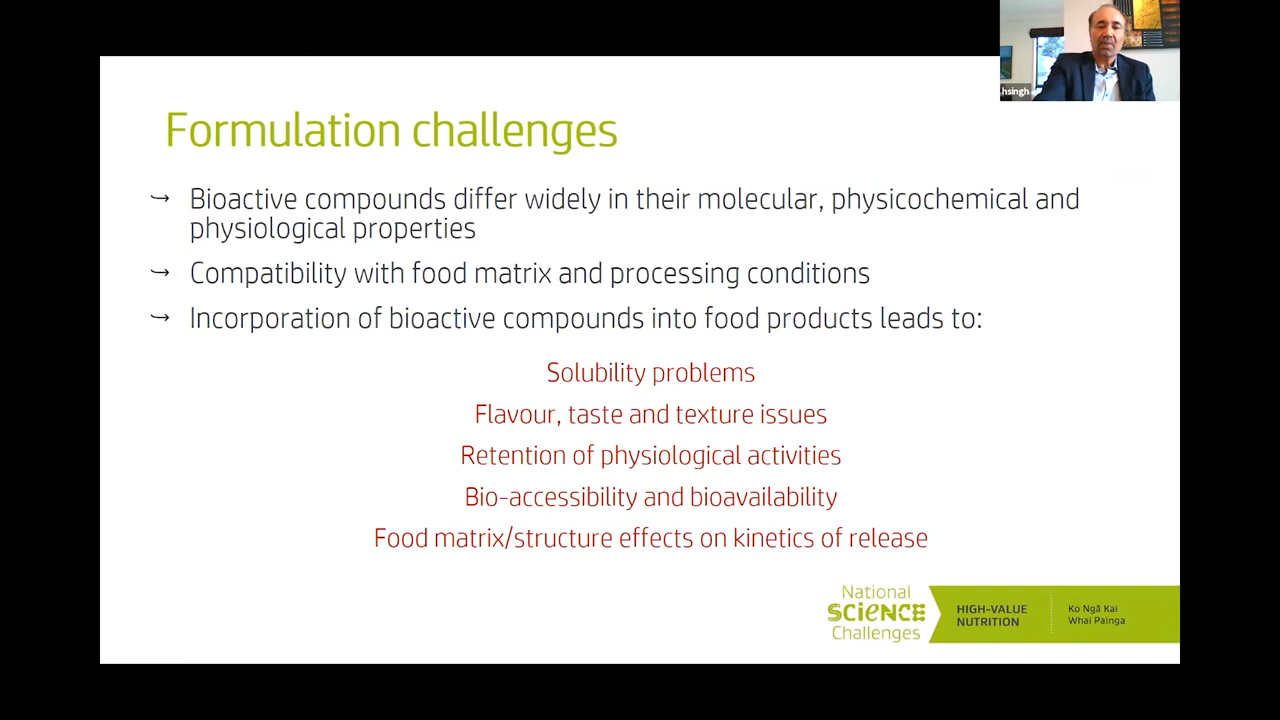 hsingh
Formulation challenges
Bioactive compounds differ widely in their molecular, physicochemical and
physiological properties
Compatibility with food matrix and processing conditions
Incorporation of bioactive compounds into food products leads to:
Solubility problems
Flavour, taste and texture issues
Retention of physiological activities
Bio-accessibility and bioavailability
Food matrix/structure effects on kinetics of release
National
SCIENCE
Challenges
HIGH-VALUE
NUTRITION
Ko Ngā Kai
Whai Painga